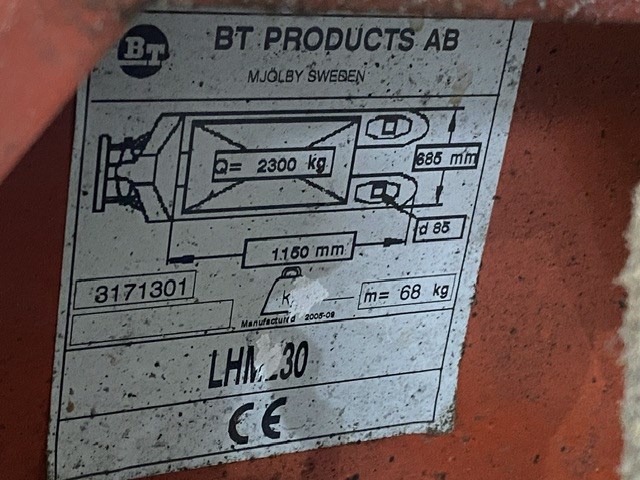 BT
BT PRODUCTS AB
MJÖLBY SWEDEN
Q= 2300 kg
685 mm
d 85
1150 mm
3171301
m= 68 kg
Manufactured 2005-09
CE